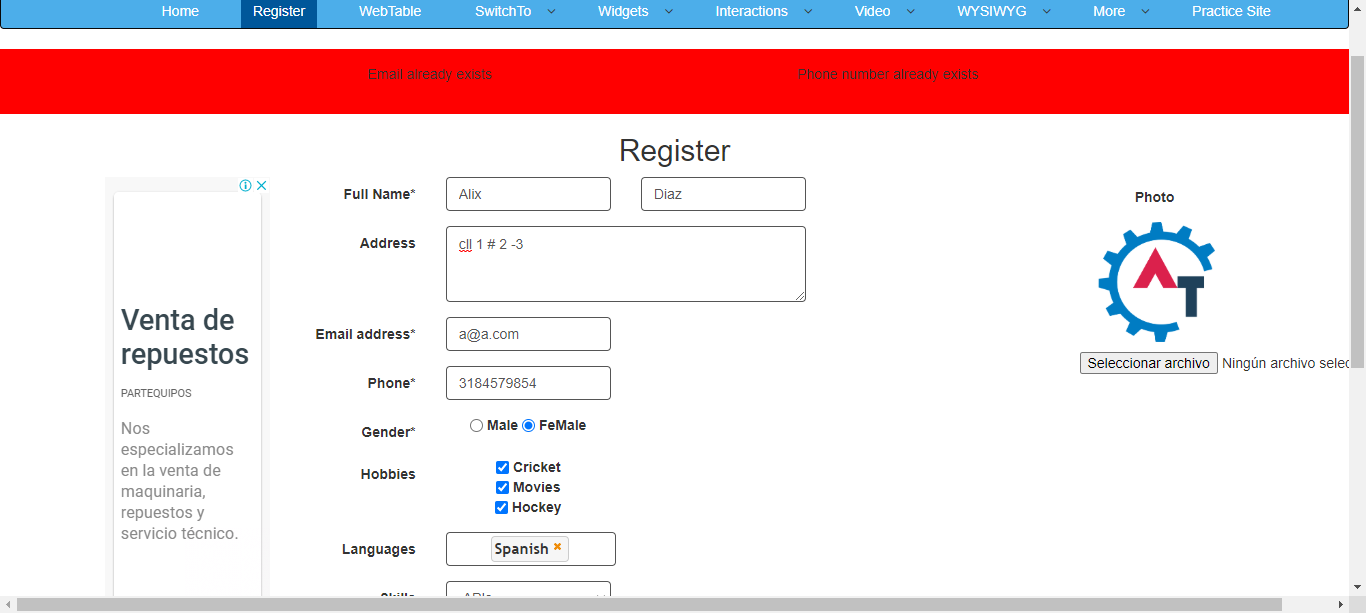 Home Register WebTable SwitchTo Widgets Interactions Video WYSIWYG More Practice Site
Email already exists Phone number already exists
Register
Full Name* Alix Diaz
Address cll 1 # 2 -3
Email address* a@a.com
Phone* 3184579854
Gender* Male FeMale
Hobbies Cricket
Movies
Hockey
Languages Spanish
Skills APIs
Photo
AT
Seleccionar archivo Ningún archivo selec
Venta de
repuestos
PARTEQUIPOS
Nos
especializamos
en la venta de
maquinaria,
repuestos y
servicio técnico.